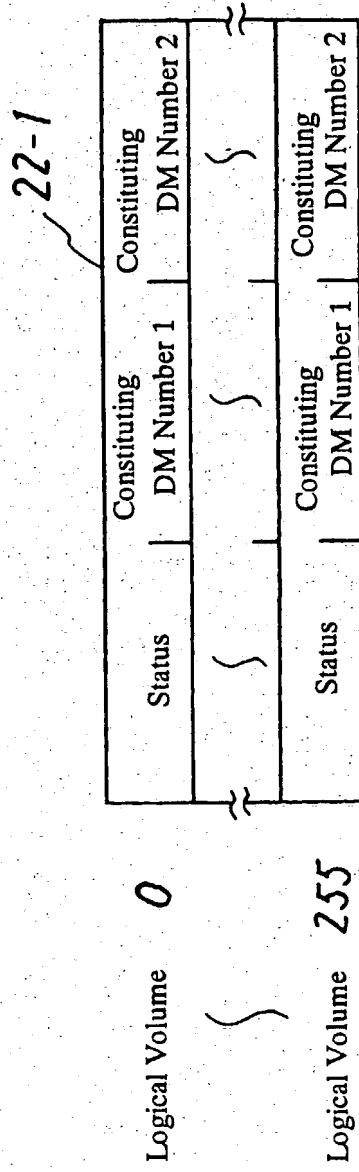 22-1
Logical Volume 0
Status
Constituting
DM Number 1
Constituting
DM Number 2
Logical Volume 255
Status
Constituting
DM Number 1
Constituting
DM Number 2